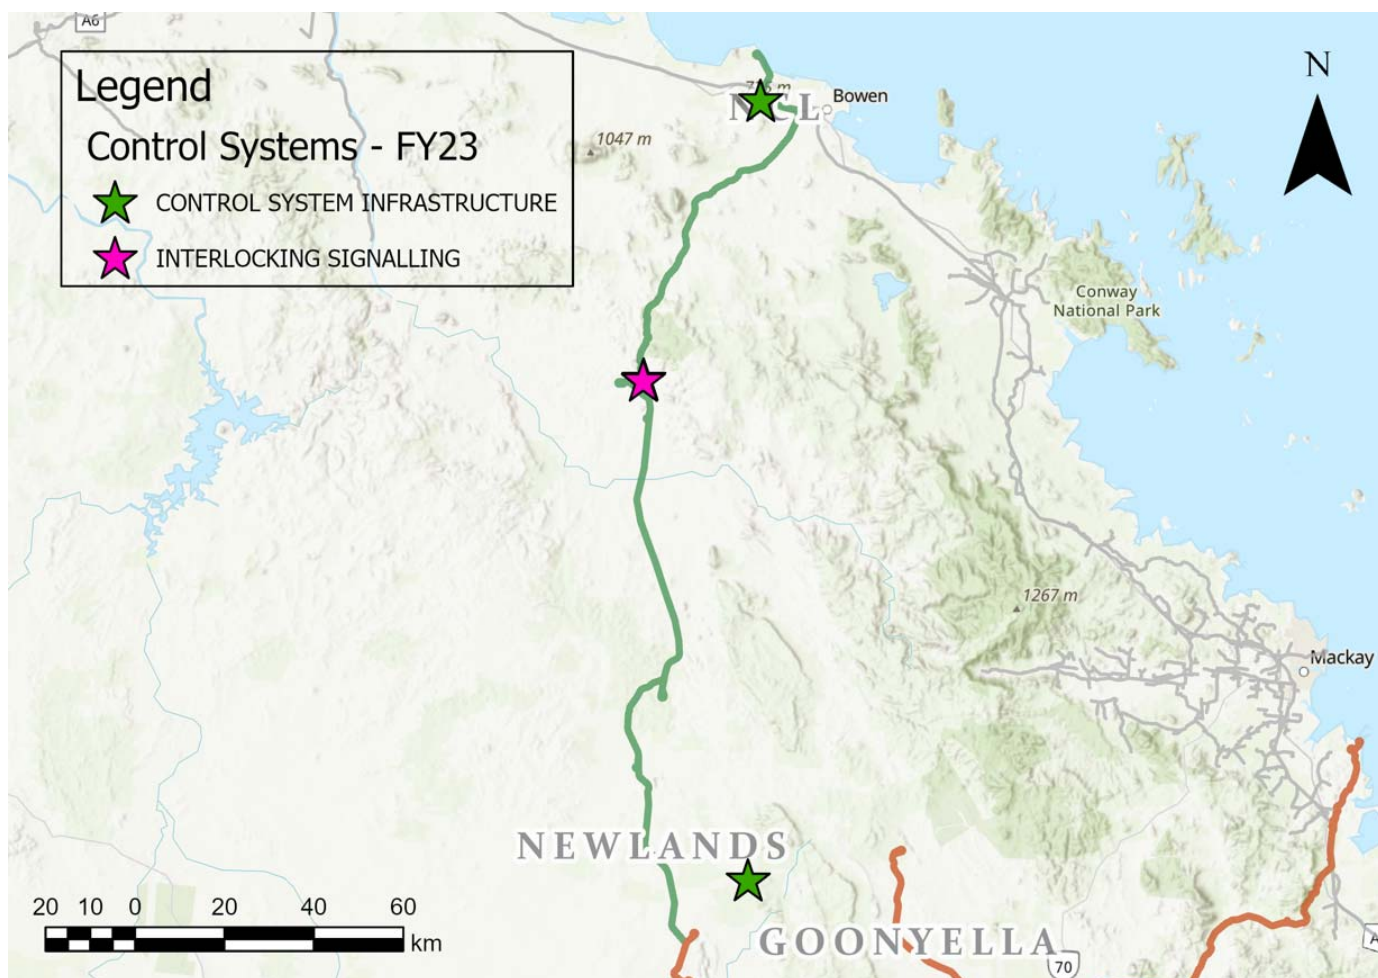 A6
Legend
Control Systems - FY23
CONTROL SYSTEM INFRASTRUCTURE
INTERLOCKING SIGNALLING
N
Bowen
1047 m
Conway
National Park
1267 m
Mackay
NEWLANDS
GOONYELLA
70
A
20 10 0 20 40 60
km